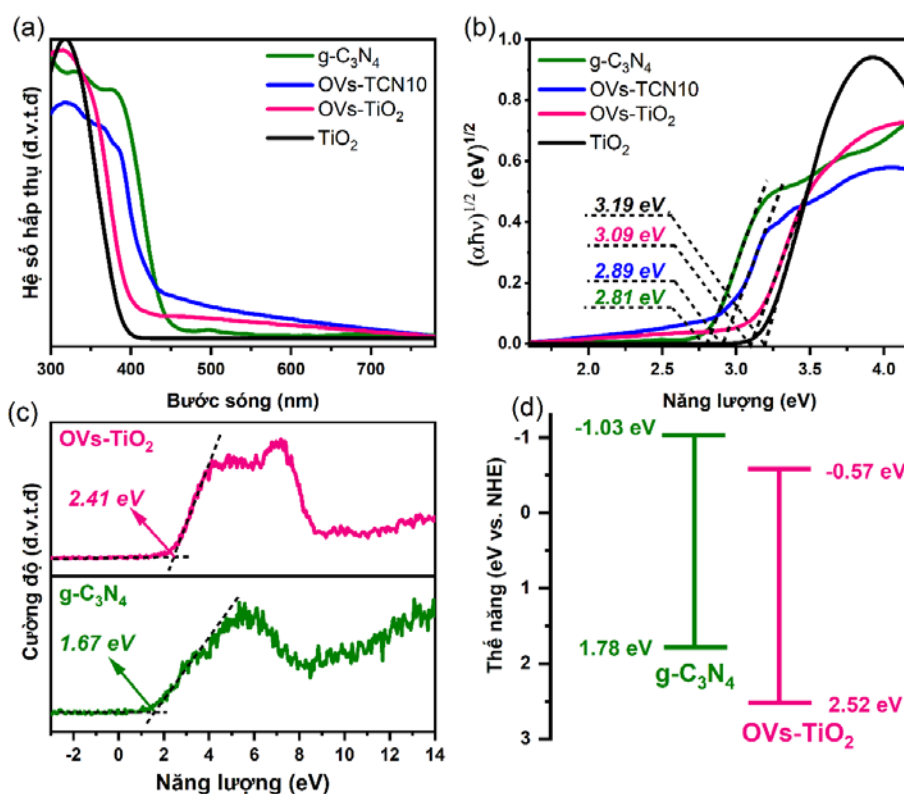 (a)
g-C₃N₄
OVs-TCN10
OVs-TiO₂
TiO₂
Hệ số hấp thụ (đ.v.t.đ)
300 400 500 600 700
Bước sóng (nm)
(b)
g-C₃N₄
OVs-TCN10
OVs-TiO₂
TiO₂
3.19 eV
3.09 eV
2.89 eV
2.81 eV
(αħν)¹ᐟ² (eV)¹ᐟ²
1.0
0.8
0.6
0.4
0.2
0.0
2.0 2.5 3.0 3.5 4.0
Năng lượng (eV)
(c)
OVs-TiO₂
2.41 eV
g-C₃N₄
1.67 eV
Cường độ (đ.v.t.đ)
-2 0 2 4 6 8 10 12 14
Năng lượng (eV)
(d)
Thế năng (eV vs. NHE)
-1
0
1
2
3
-1.03 eV
-0.57 eV
1.78 eV
g-C₃N₄
2.52 eV
OVs-TiO₂